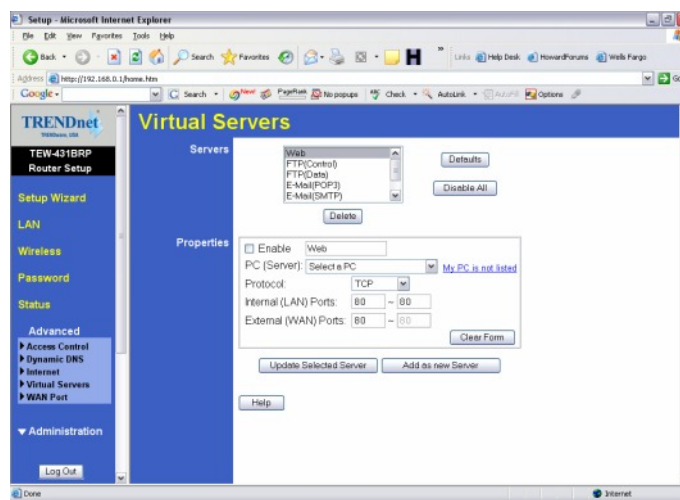 Setup - Microsoft Internet Explorer
File Edit View Favorites Tools Help
Back Search Favorites Links Help Desk HowardForums Wells Fargo
Address http://192.168.0.1/home.htm
Google Search New! PageRank No popups Check AutoLink AutoFill Options
TRENDnet
TRENDware, USA
TEW-431BRP
Router Setup
Setup Wizard
LAN
Wireless
Password
Status
Advanced
Access Control
Dynamic DNS
Internet
Virtual Servers
WAN Port
Administration
Log Out
Virtual Servers
Servers
Web
FTP(Control)
FTP(Data)
E-Mail(POP3)
E-Mail(SMTP)
Defaults
Disable All
Delete
Properties
Enable Web
PC (Server): Select a PC My PC is not listed
Protocol: TCP
Internal (LAN) Ports: 80 ~ 80
External (WAN) Ports: 80 ~ 80
Clear Form
Update Selected Server Add as new Server
Help
Done Internet